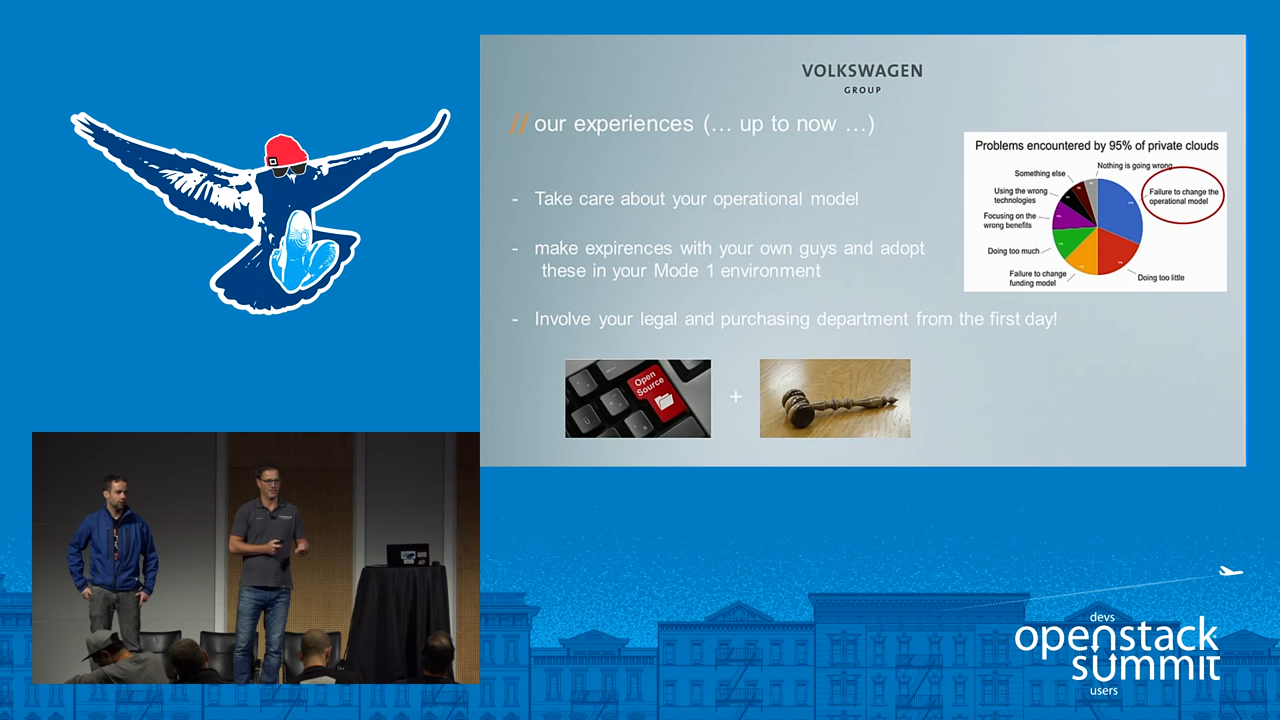 VOLKSWAGEN
GROUP
// our experiences (… up to now …)
- Take care about your operational model
- make expirences with your own guys and adopt
these in your Mode 1 environment
- Involve your legal and purchasing department from the first day!
Problems encountered by 95% of private clouds
Nothing is going wrong
Something else
Failure to change the
operational model
Using the wrong
technologies
Focusing on the
wrong benefits
Doing too much
Failure to change
funding model
Doing too little
Open
Source
+
devs
openstack
summit
users